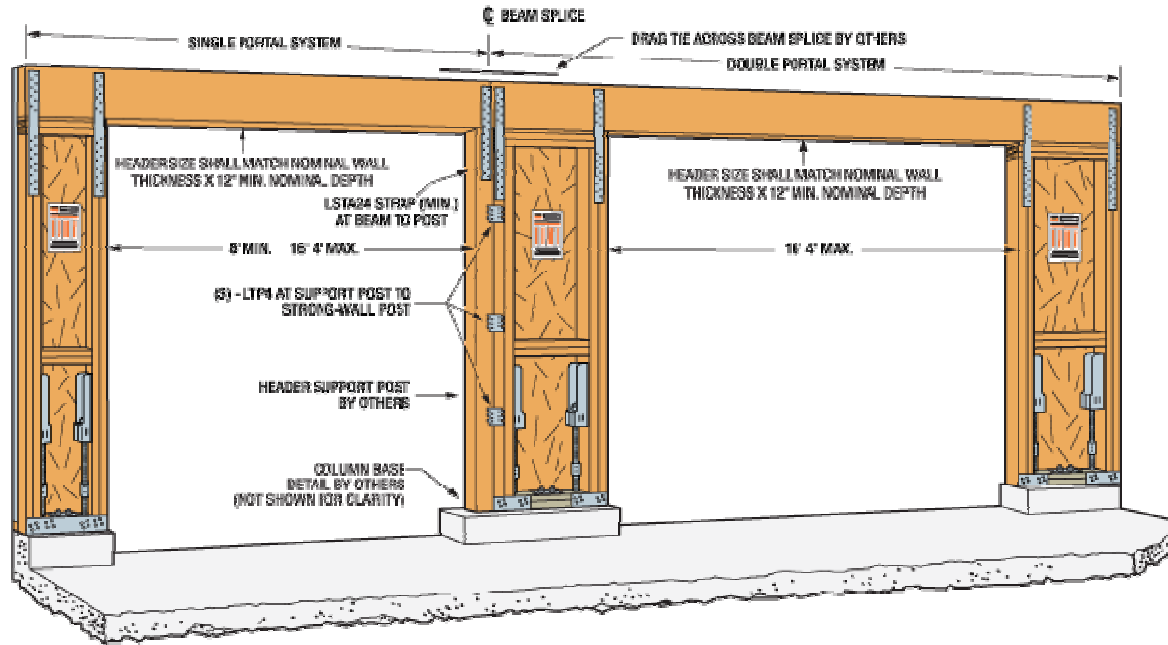 ℄ BEAM SPLICE
SINGLE PORTAL SYSTEM
DRAG TIE ACROSS BEAM SPLICE BY OTHERS
DOUBLE PORTAL SYSTEM
HEADER SIZE SHALL MATCH NOMINAL WALL
THICKNESS X 12" MIN. NOMINAL DEPTH
LSTA24 STRAP (MIN.)
AT BEAM TO POST
HEADER SIZE SHALL MATCH NOMINAL WALL
THICKNESS X 12" MIN. NOMINAL DEPTH
8' MIN. 16' 4" MAX.
16' 4" MAX.
(3) - LTP4 AT SUPPORT POST TO
STRONG-WALL POST
HEADER SUPPORT POST
BY OTHERS
COLUMN BASE
DETAIL BY OTHERS
(NOT SHOWN FOR CLARITY)